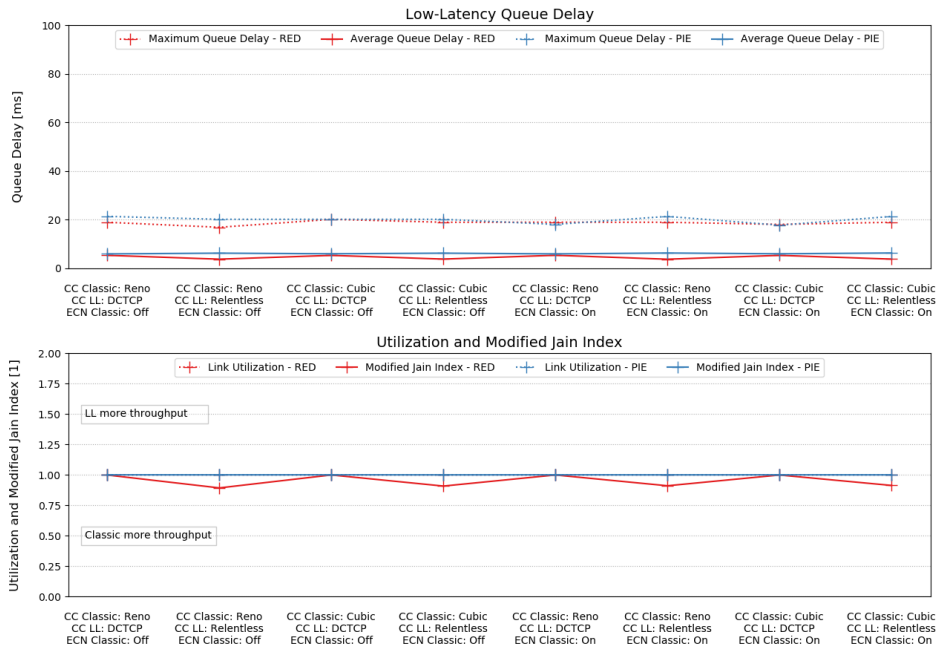 Low-Latency Queue Delay
Maximum Queue Delay - RED Average Queue Delay - RED Maximum Queue Delay - PIE Average Queue Delay - PIE
Queue Delay [ms]
100
80
60
40
20
0
CC Classic: Reno CC Classic: Reno CC Classic: Cubic CC Classic: Cubic CC Classic: Reno CC Classic: Reno CC Classic: Cubic CC Classic: Cubic
CC LL: DCTCP CC LL: Relentless CC LL: DCTCP CC LL: Relentless CC LL: DCTCP CC LL: Relentless CC LL: DCTCP CC LL: Relentless
ECN Classic: Off ECN Classic: Off ECN Classic: Off ECN Classic: Off ECN Classic: On ECN Classic: On ECN Classic: On ECN Classic: On
Utilization and Modified Jain Index
Link Utilization - RED Modified Jain Index - RED Link Utilization - PIE Modified Jain Index - PIE
Utilization and Modified Jain Index [1]
2.00
1.75
1.50
LL more throughput
1.25
1.00
0.75
0.50
Classic more throughput
0.25
0.00
CC Classic: Reno CC Classic: Reno CC Classic: Cubic CC Classic: Cubic CC Classic: Reno CC Classic: Reno CC Classic: Cubic CC Classic: Cubic
CC LL: DCTCP CC LL: Relentless CC LL: DCTCP CC LL: Relentless CC LL: DCTCP CC LL: Relentless CC LL: DCTCP CC LL: Relentless
ECN Classic: Off ECN Classic: Off ECN Classic: Off ECN Classic: Off ECN Classic: On ECN Classic: On ECN Classic: On ECN Classic: On